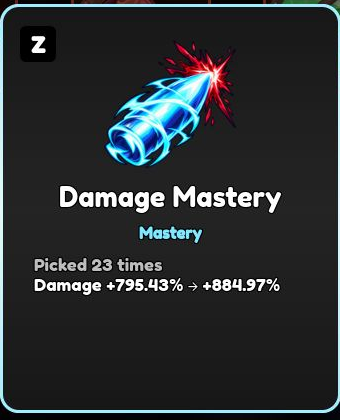 Z
Damage Mastery
Mastery
Picked 23 times
Damage +795.43% → +884.97%